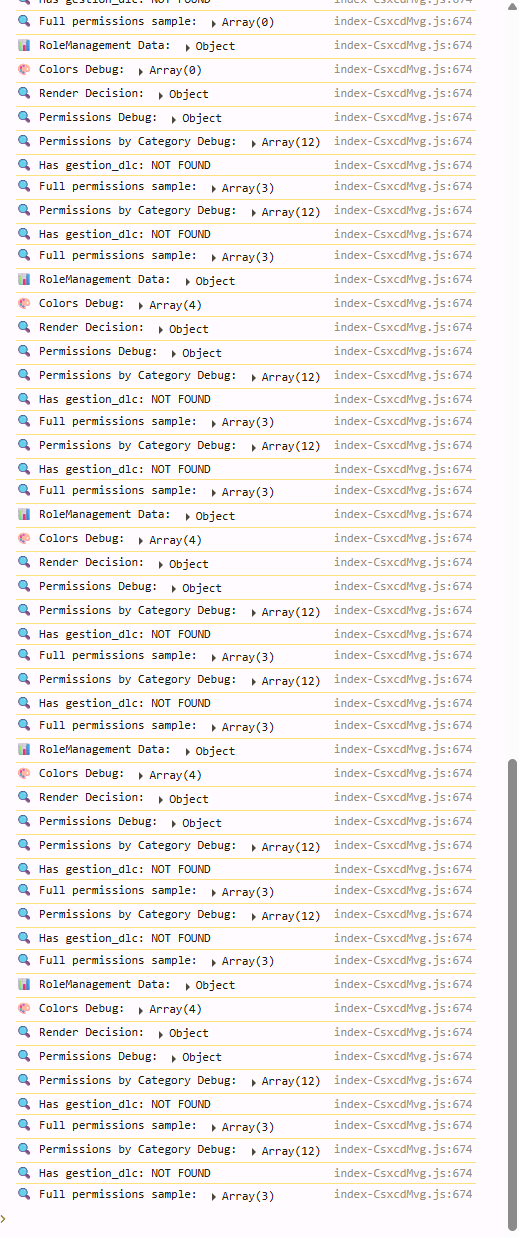 Has gestion_dlc: NOT FOUND index-CsxcdMvg.js:674
Full permissions sample: ▶ Array(0) index-CsxcdMvg.js:674
RoleManagement Data: ▶ Object index-CsxcdMvg.js:674
Colors Debug: ▶ Array(0) index-CsxcdMvg.js:674
Render Decision: ▶ Object index-CsxcdMvg.js:674
Permissions Debug: ▶ Object index-CsxcdMvg.js:674
Permissions by Category Debug: ▶ Array(12) index-CsxcdMvg.js:674
Has gestion_dlc: NOT FOUND index-CsxcdMvg.js:674
Full permissions sample: ▶ Array(3) index-CsxcdMvg.js:674
Permissions by Category Debug: ▶ Array(12) index-CsxcdMvg.js:674
Has gestion_dlc: NOT FOUND index-CsxcdMvg.js:674
Full permissions sample: ▶ Array(3) index-CsxcdMvg.js:674
RoleManagement Data: ▶ Object index-CsxcdMvg.js:674
Colors Debug: ▶ Array(4) index-CsxcdMvg.js:674
Render Decision: ▶ Object index-CsxcdMvg.js:674
Permissions Debug: ▶ Object index-CsxcdMvg.js:674
Permissions by Category Debug: ▶ Array(12) index-CsxcdMvg.js:674
Has gestion_dlc: NOT FOUND index-CsxcdMvg.js:674
Full permissions sample: ▶ Array(3) index-CsxcdMvg.js:674
Permissions by Category Debug: ▶ Array(12) index-CsxcdMvg.js:674
Has gestion_dlc: NOT FOUND index-CsxcdMvg.js:674
Full permissions sample: ▶ Array(3) index-CsxcdMvg.js:674
RoleManagement Data: ▶ Object index-CsxcdMvg.js:674
Colors Debug: ▶ Array(4) index-CsxcdMvg.js:674
Render Decision: ▶ Object index-CsxcdMvg.js:674
Permissions Debug: ▶ Object index-CsxcdMvg.js:674
Permissions by Category Debug: ▶ Array(12) index-CsxcdMvg.js:674
Has gestion_dlc: NOT FOUND index-CsxcdMvg.js:674
Full permissions sample: ▶ Array(3) index-CsxcdMvg.js:674
Permissions by Category Debug: ▶ Array(12) index-CsxcdMvg.js:674
Has gestion_dlc: NOT FOUND index-CsxcdMvg.js:674
Full permissions sample: ▶ Array(3) index-CsxcdMvg.js:674
RoleManagement Data: ▶ Object index-CsxcdMvg.js:674
Colors Debug: ▶ Array(4) index-CsxcdMvg.js:674
Render Decision: ▶ Object index-CsxcdMvg.js:674
Permissions Debug: ▶ Object index-CsxcdMvg.js:674
Permissions by Category Debug: ▶ Array(12) index-CsxcdMvg.js:674
Has gestion_dlc: NOT FOUND index-CsxcdMvg.js:674
Full permissions sample: ▶ Array(3) index-CsxcdMvg.js:674
Permissions by Category Debug: ▶ Array(12) index-CsxcdMvg.js:674
Has gestion_dlc: NOT FOUND index-CsxcdMvg.js:674
Full permissions sample: ▶ Array(3) index-CsxcdMvg.js:674
RoleManagement Data: ▶ Object index-CsxcdMvg.js:674
Colors Debug: ▶ Array(4) index-CsxcdMvg.js:674
Render Decision: ▶ Object index-CsxcdMvg.js:674
Permissions Debug: ▶ Object index-CsxcdMvg.js:674
Permissions by Category Debug: ▶ Array(12) index-CsxcdMvg.js:674
Has gestion_dlc: NOT FOUND index-CsxcdMvg.js:674
Full permissions sample: ▶ Array(3) index-CsxcdMvg.js:674
Permissions by Category Debug: ▶ Array(12) index-CsxcdMvg.js:674
Has gestion_dlc: NOT FOUND index-CsxcdMvg.js:674
Full permissions sample: ▶ Array(3) index-CsxcdMvg.js:674